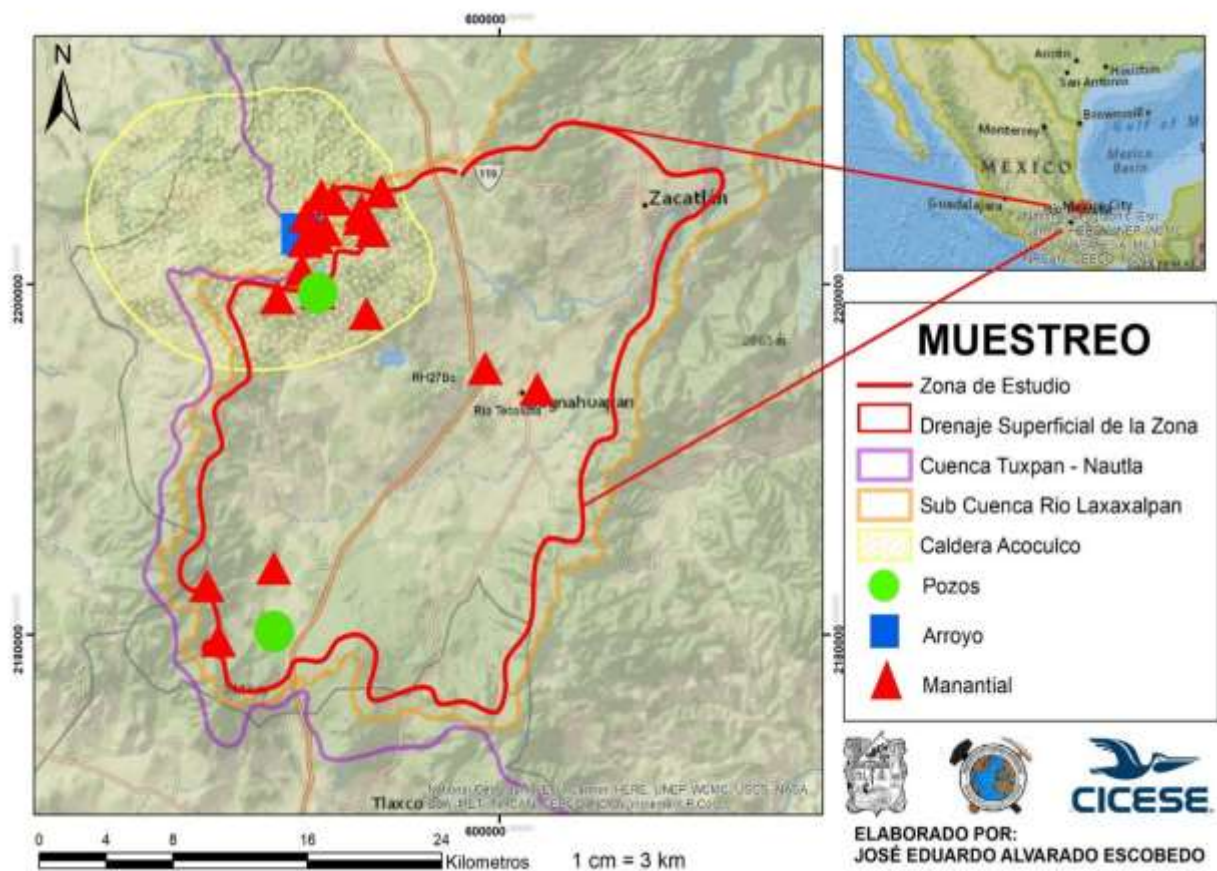 600000
N
119
Zacatlán
2200000
2200000
RH27Bc
Rio Tecolutla
gnahuapan
2180000
2180000
Tlaxco
600000
0 4 8 16 24
Kilometros
1 cm = 3 km
Austin
Houston
San Antonio
Brownsville
Monterrey
Gulf of M
MEXICO
Mexico
Basin
Guadalajara
Mexico City
MUESTREO
Zona de Estudio
Drenaje Superficial de la Zona
Cuenca Tuxpan - Nautla
Sub Cuenca Rio Laxaxalpan
Caldera Acoculco
Pozos
Arroyo
Manantial
CICESE
ELABORADO POR:
JOSÉ EDUARDO ALVARADO ESCOBEDO